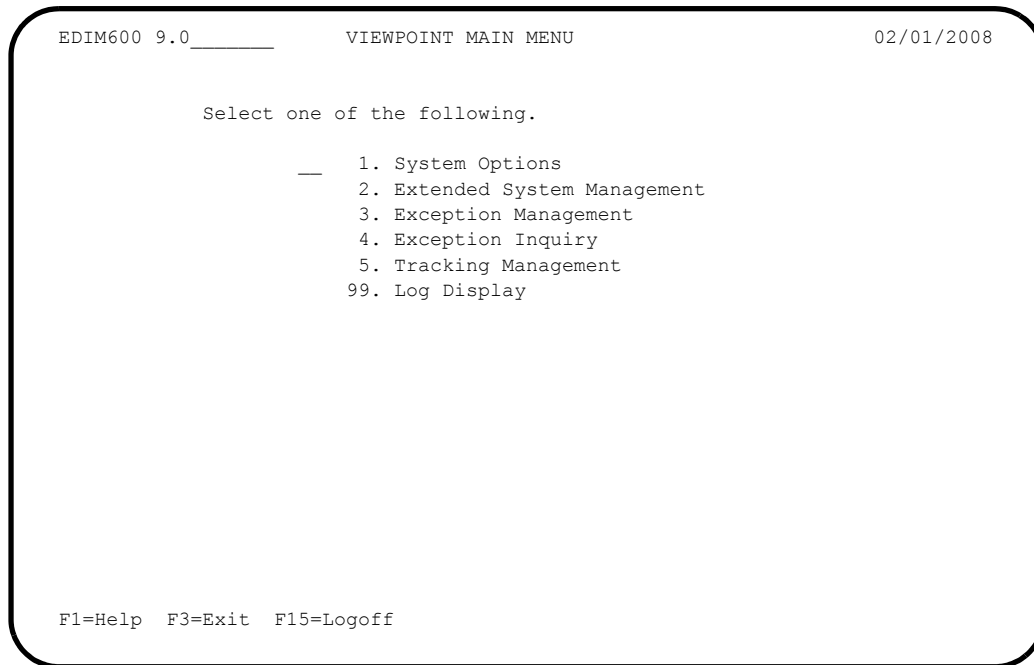 EDIM600 9.0_______ VIEWPOINT MAIN MENU 02/01/2008
Select one of the following.
__ 1. System Options
2. Extended System Management
3. Exception Management
4. Exception Inquiry
5. Tracking Management
99. Log Display
F1=Help F3=Exit F15=Logoff